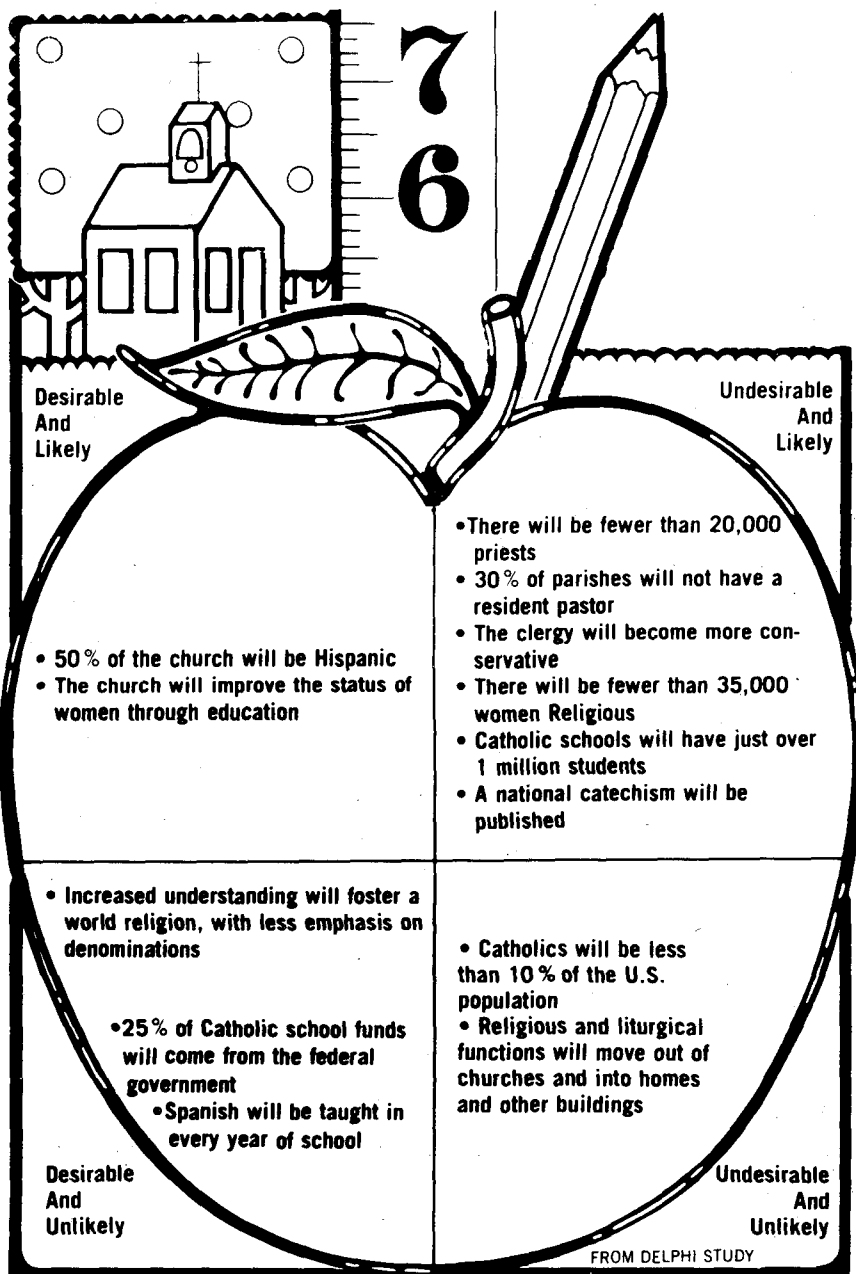 7
6
Desirable
And
Likely
Undesirable
And
Likely
• 50% of the church will be Hispanic
• The church will improve the status of
women through education
•There will be fewer than 20,000
priests
• 30% of parishes will not have a
resident pastor
• The clergy will become more con-
servative
• There will be fewer than 35,000
women Religious
• Catholic schools will have just over
1 million students
• A national catechism will be
published
• Increased understanding will foster a
world religion, with less emphasis on
denominations
•25% of Catholic school funds
will come from the federal
government
•Spanish will be taught in
every year of school
• Catholics will be less
than 10% of the U.S.
population
• Religious and liturgical
functions will move out of
churches and into homes
and other buildings
Desirable
And
Unlikely
Undesirable
And
Unlikely
FROM DELPHI STUDY